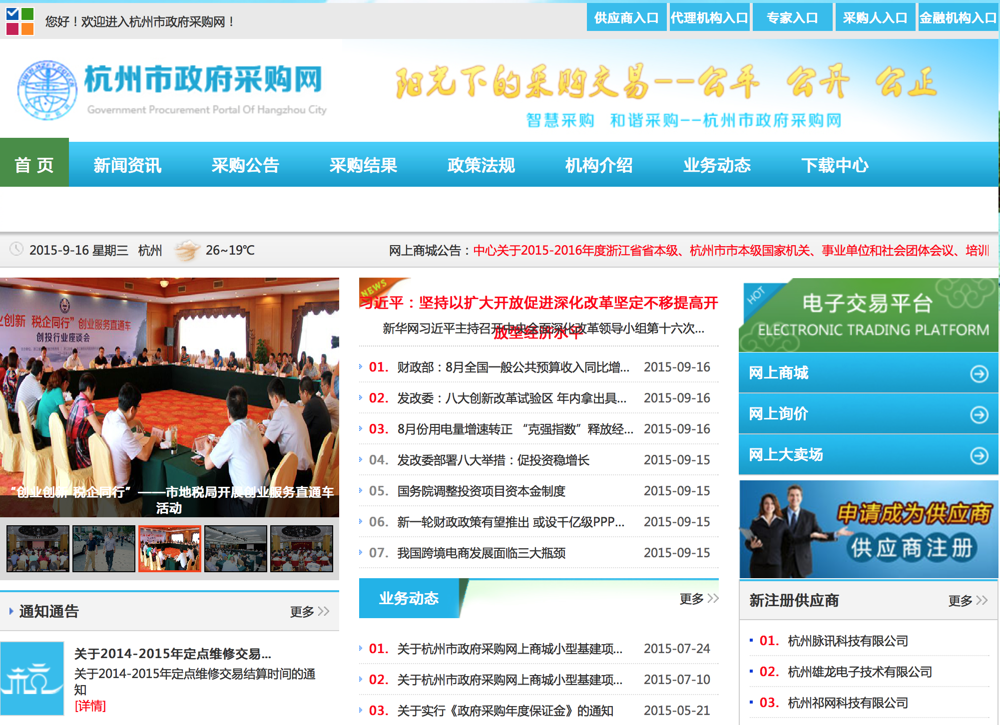 您好！欢迎进入杭州市政府采购网！
供应商入口 代理机构入口 专家入口 采购人入口 金融机构入口
WWW.HZFT.GOV.CN
杭州市政府采购网
Government Procurement Portal Of Hangzhou City
阳光下的采购交易--公平 公开 公正
智慧采购 和谐采购--杭州市政府采购网
首 页 新闻资讯 采购公告 采购结果 政策法规 机构介绍 业务动态 下载中心
2015-9-16 星期三 杭州 26~19℃
网上商城公告：中心关于2015-2016年度浙江省省本级、杭州市市本级国家机关、事业单位和社会团体会议、培训
业创新 税企同行”创业服务直通车
创投行业座谈会
“创业创新 税企同行”——市地税局开展创业服务直通车
活动
通知通告 更多
关于2014-2015年定点维修交易...
关于2014-2015年定点维修交易结算时间的通
知
[详情]
NEWS
习近平：坚持以扩大开放促进深化改革坚定不移提高开
放型经济水平
新华网习近平主持召开中央全面深化改革领导小组第十六次...
01. 财政部：8月全国一般公共预算收入同比增... 2015-09-16
02. 发改委：八大创新改革试验区 年内拿出具... 2015-09-16
03. 8月份用电量增速转正 “克强指数”释放经... 2015-09-16
04. 发改委部署八大举措：促投资稳增长 2015-09-15
05. 国务院调整投资项目资本金制度 2015-09-15
06. 新一轮财政政策有望推出 或设千亿级PPP... 2015-09-15
07. 我国跨境电商发展面临三大瓶颈 2015-09-15
业务动态 更多
01. 关于杭州市政府采购网上商城小型基建项... 2015-07-24
02. 关于杭州市政府采购网上商城小型基建项... 2015-07-10
03. 关于实行《政府采购年度保证金》的通知 2015-05-21
HOT
电子交易平台
ELECTRONIC TRADING PLATFORM
网上商城
网上询价
网上大卖场
申请成为供应商
供应商注册
新注册供应商 更多
01. 杭州脉讯科技有限公司
02. 杭州雄龙电子技术有限公司
03. 杭州祁网科技有限公司